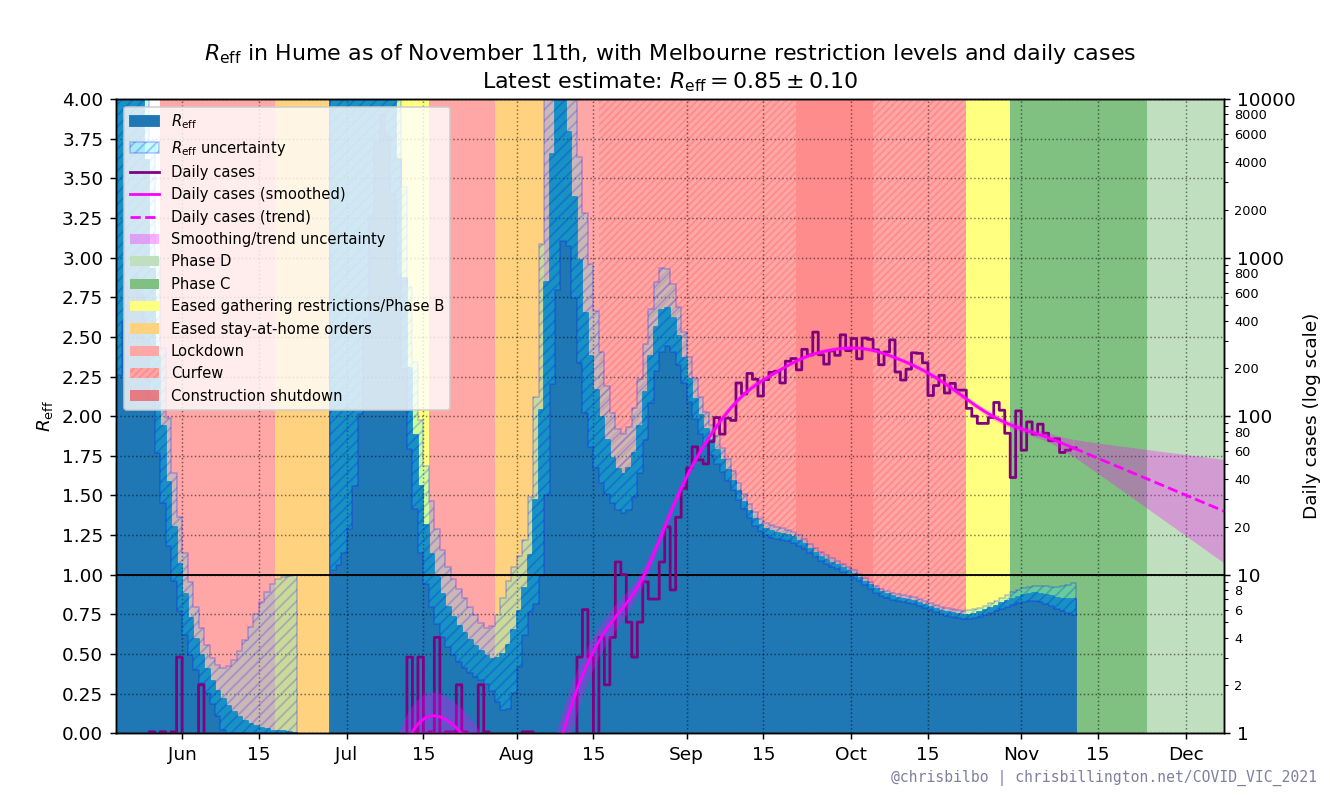 R_eff in Hume as of November 11th, with Melbourne restriction levels and daily cases
Latest estimate: R_eff = 0.85 ± 0.10
R_eff
R_eff uncertainty
Daily cases
Daily cases (smoothed)
Daily cases (trend)
Smoothing/trend uncertainty
Phase D
Phase C
Eased gathering restrictions/Phase B
Eased stay-at-home orders
Lockdown
Curfew
Construction shutdown
R_eff
4.00
3.75
3.50
3.25
3.00
2.75
2.50
2.25
2.00
1.75
1.50
1.25
1.00
0.75
0.50
0.25
0.00
10000
8000
6000
4000
2000
1000
800
600
400
200
100
80
60
40
20
10
8
6
4
2
1
Daily cases (log scale)
Jun 15 Jul 15 Aug 15 Sep 15 Oct 15 Nov 15 Dec
@chrisbilbo | chrisbillington.net/COVID_VIC_2021